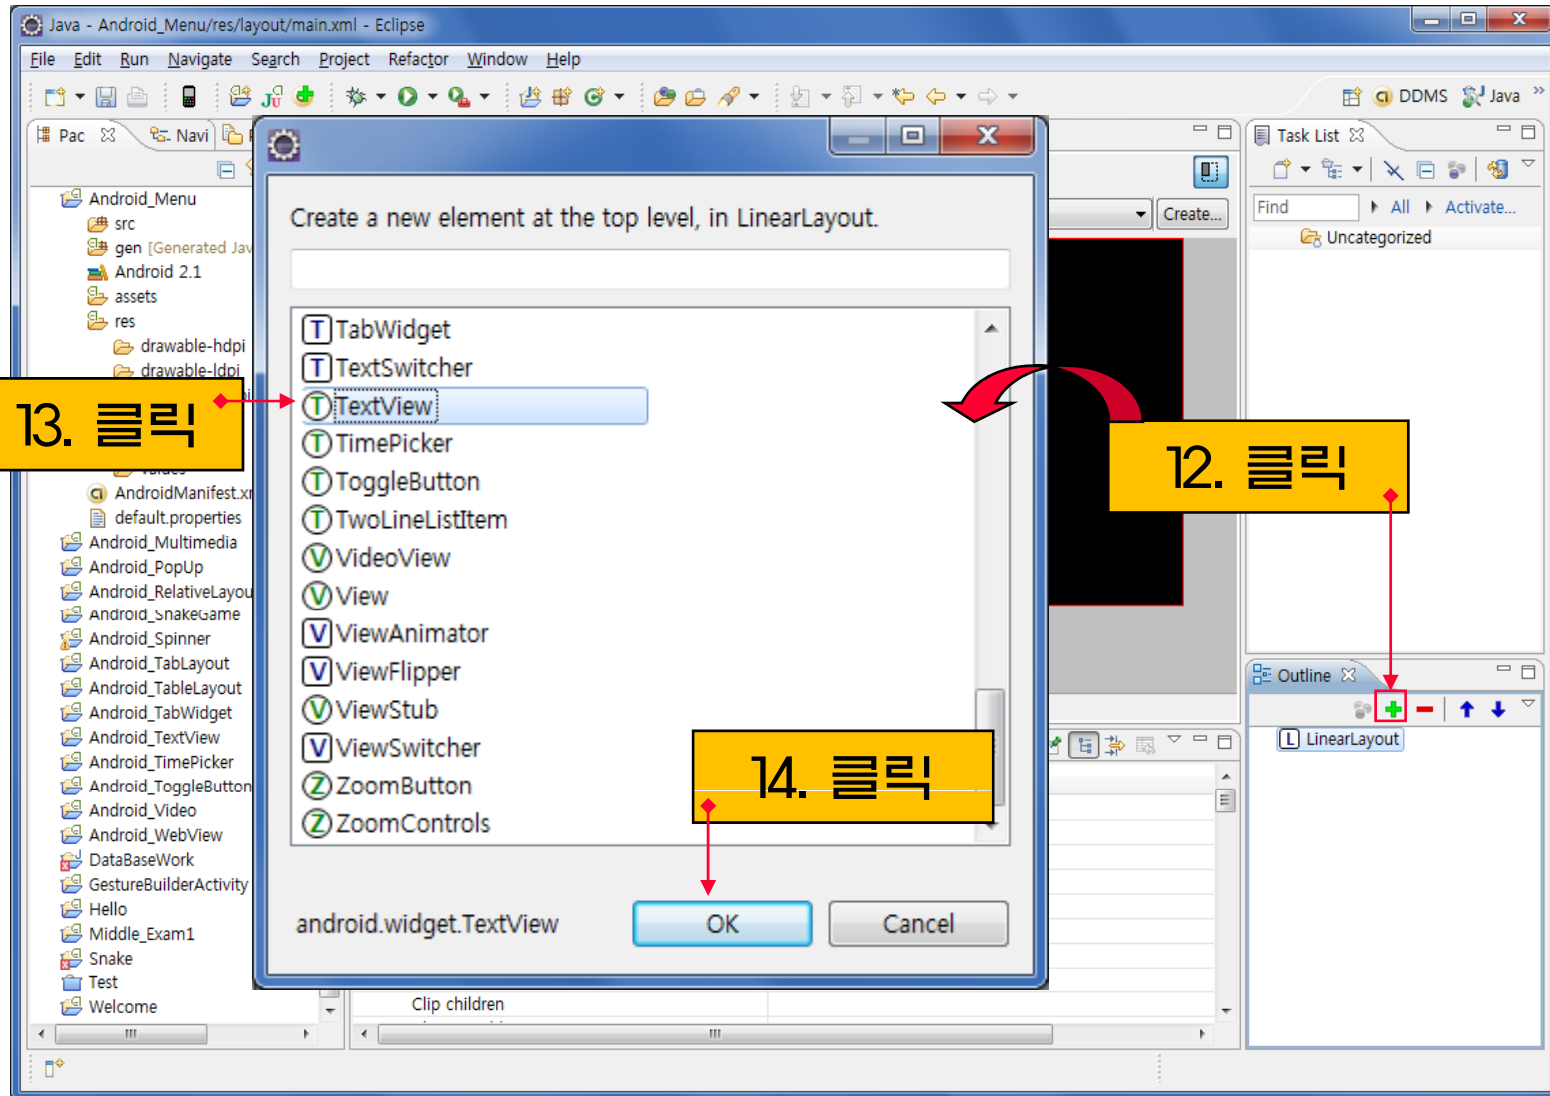 Java - Android_Menu/res/layout/main.xml - Eclipse
File Edit Run Navigate Search Project Refactor Window Help
DDMS Java
Pac Navi
Task List
Create a new element at the top level, in LinearLayout.
Create...
Find All Activate...
Uncategorized
Android_Menu
src
gen [Generated Jav
Android 2.1
assets
res
drawable-hdpi
drawable-ldpi
values
AndroidManifest.xr
default.properties
Android_Multimedia
Android_PopUp
Android_RelativeLayou
Android_SnakeGame
Android_Spinner
Android_TabLayout
Android_TableLayout
Android_TabWidget
Android_TextView
Android_TimePicker
Android_ToggleButton
Android_Video
Android_WebView
DataBaseWork
GestureBuilderActivity
Hello
Middle_Exam1
Snake
Test
Welcome
TabWidget
TextSwitcher
TextView
TimePicker
ToggleButton
TwoLineListItem
VideoView
View
ViewAnimator
ViewFlipper
ViewStub
ViewSwitcher
ZoomButton
ZoomControls
android.widget.TextView OK Cancel
12. 클릭
13. 클릭
14. 클릭
Outline
LinearLayout
Clip children